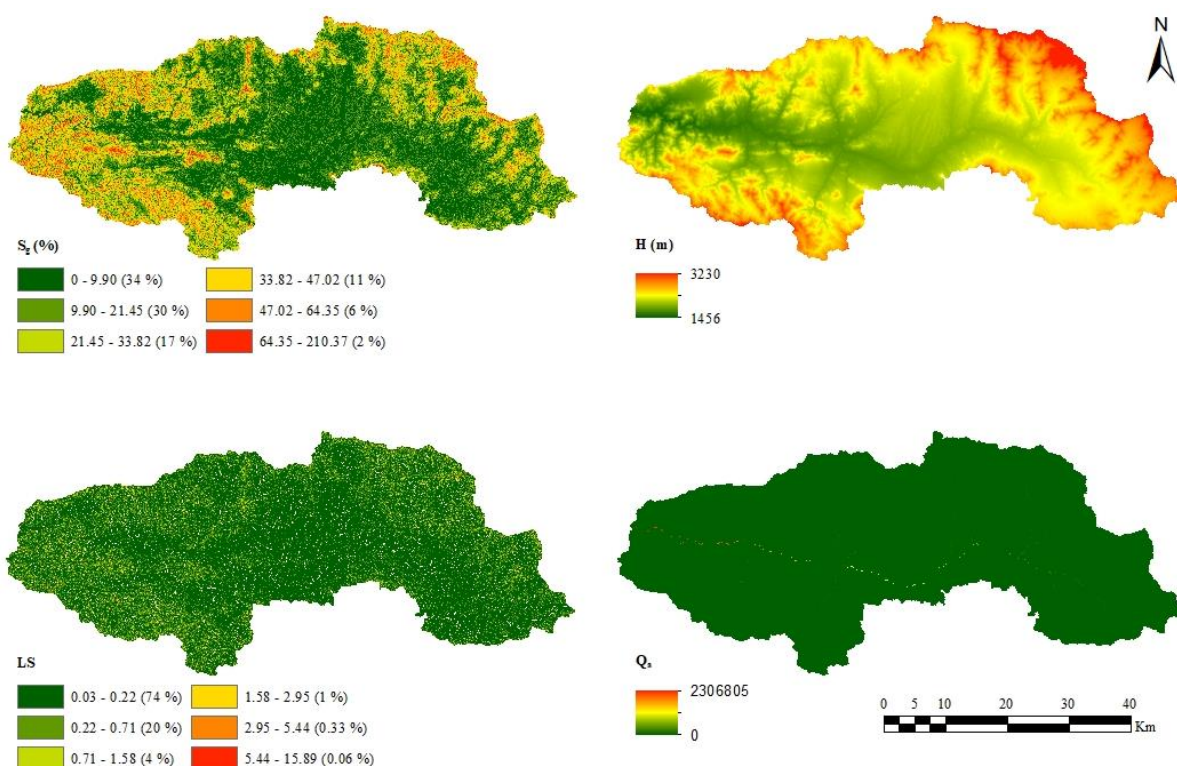 N
S_g (%)
0 - 9.90 (34 %)
33.82 - 47.02 (11 %)
9.90 - 21.45 (30 %)
47.02 - 64.35 (6 %)
21.45 - 33.82 (17 %)
64.35 - 210.37 (2 %)
H (m)
3230
1456
LS
0.03 - 0.22 (74 %)
1.58 - 2.95 (1 %)
0.22 - 0.71 (20 %)
2.95 - 5.44 (0.33 %)
0.71 - 1.58 (4 %)
5.44 - 15.89 (0.06 %)
Q_a
2306805
0
0 5 10 20 30 40
Km